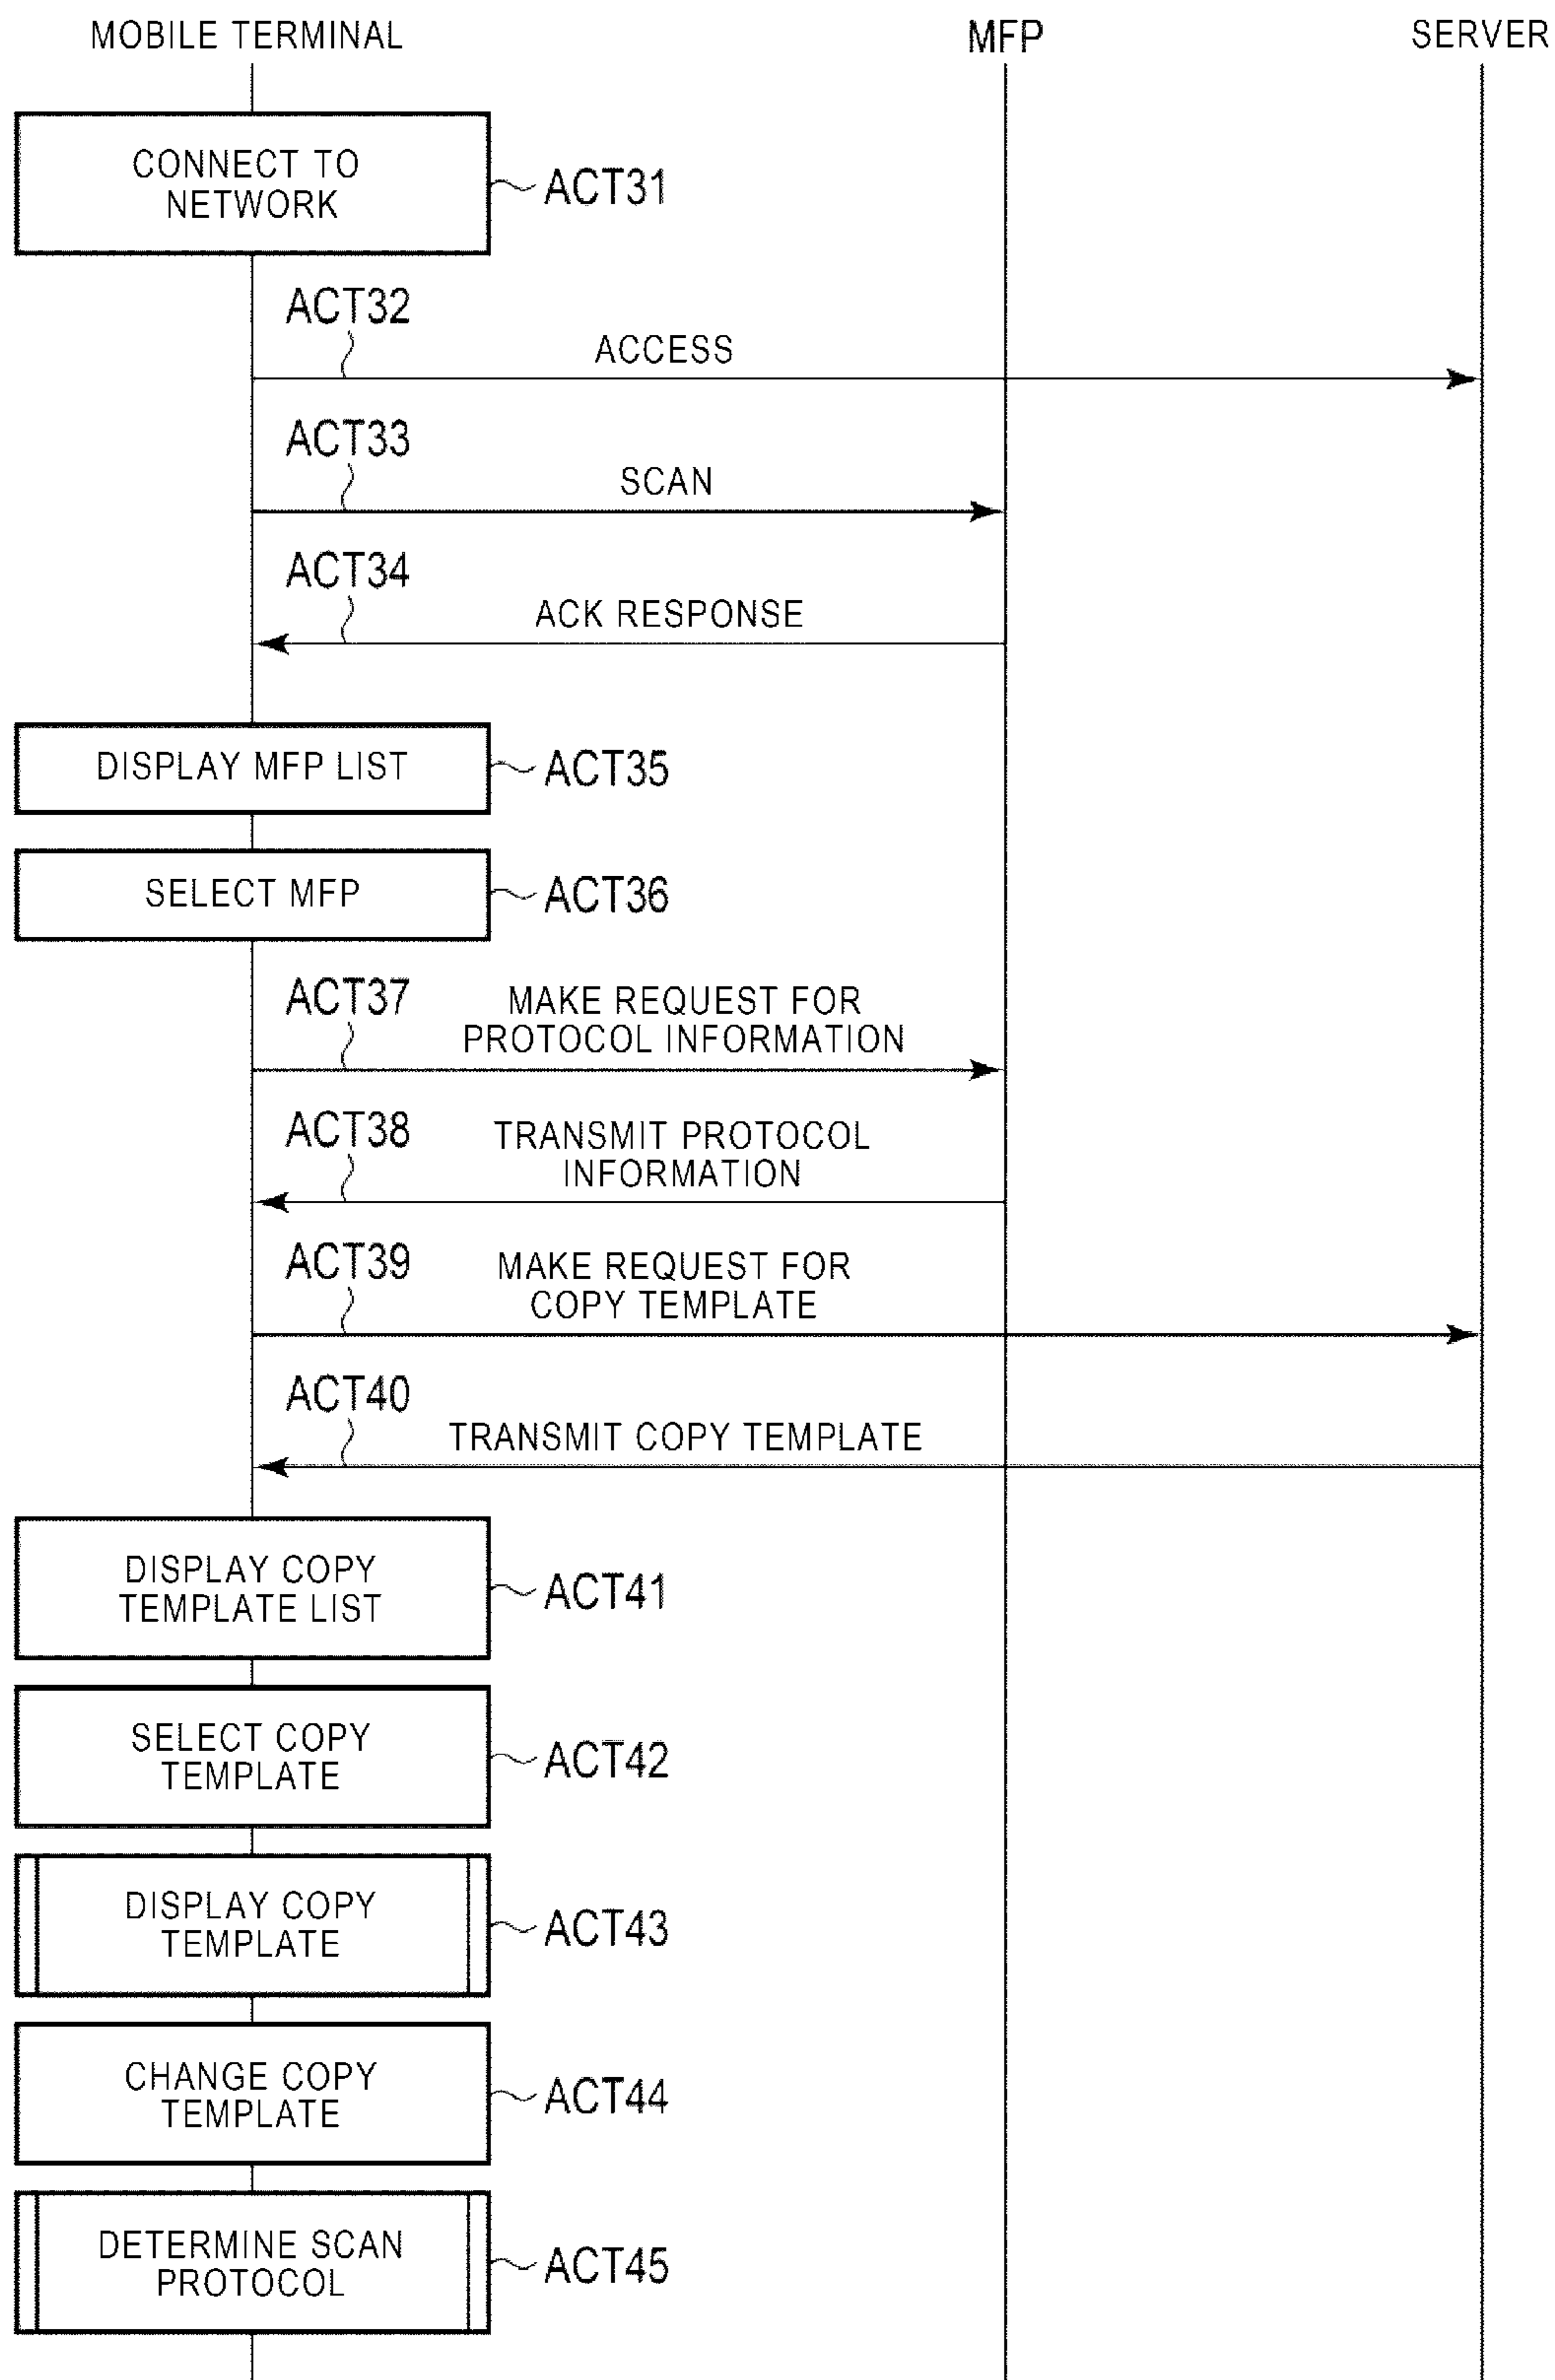 MOBILE TERMINAL
MFP
SERVER
CONNECT TO
NETWORK
ACT31
ACT32
ACCESS
ACT33
SCAN
ACT34
ACK RESPONSE
DISPLAY MFP LIST
ACT35
SELECT MFP
ACT36
ACT37
MAKE REQUEST FOR
PROTOCOL INFORMATION
ACT38
TRANSMIT PROTOCOL
INFORMATION
ACT39
MAKE REQUEST FOR
COPY TEMPLATE
ACT40
TRANSMIT COPY TEMPLATE
DISPLAY COPY
TEMPLATE LIST
ACT41
SELECT COPY
TEMPLATE
ACT42
DISPLAY COPY
TEMPLATE
ACT43
CHANGE COPY
TEMPLATE
ACT44
DETERMINE SCAN
PROTOCOL
ACT45